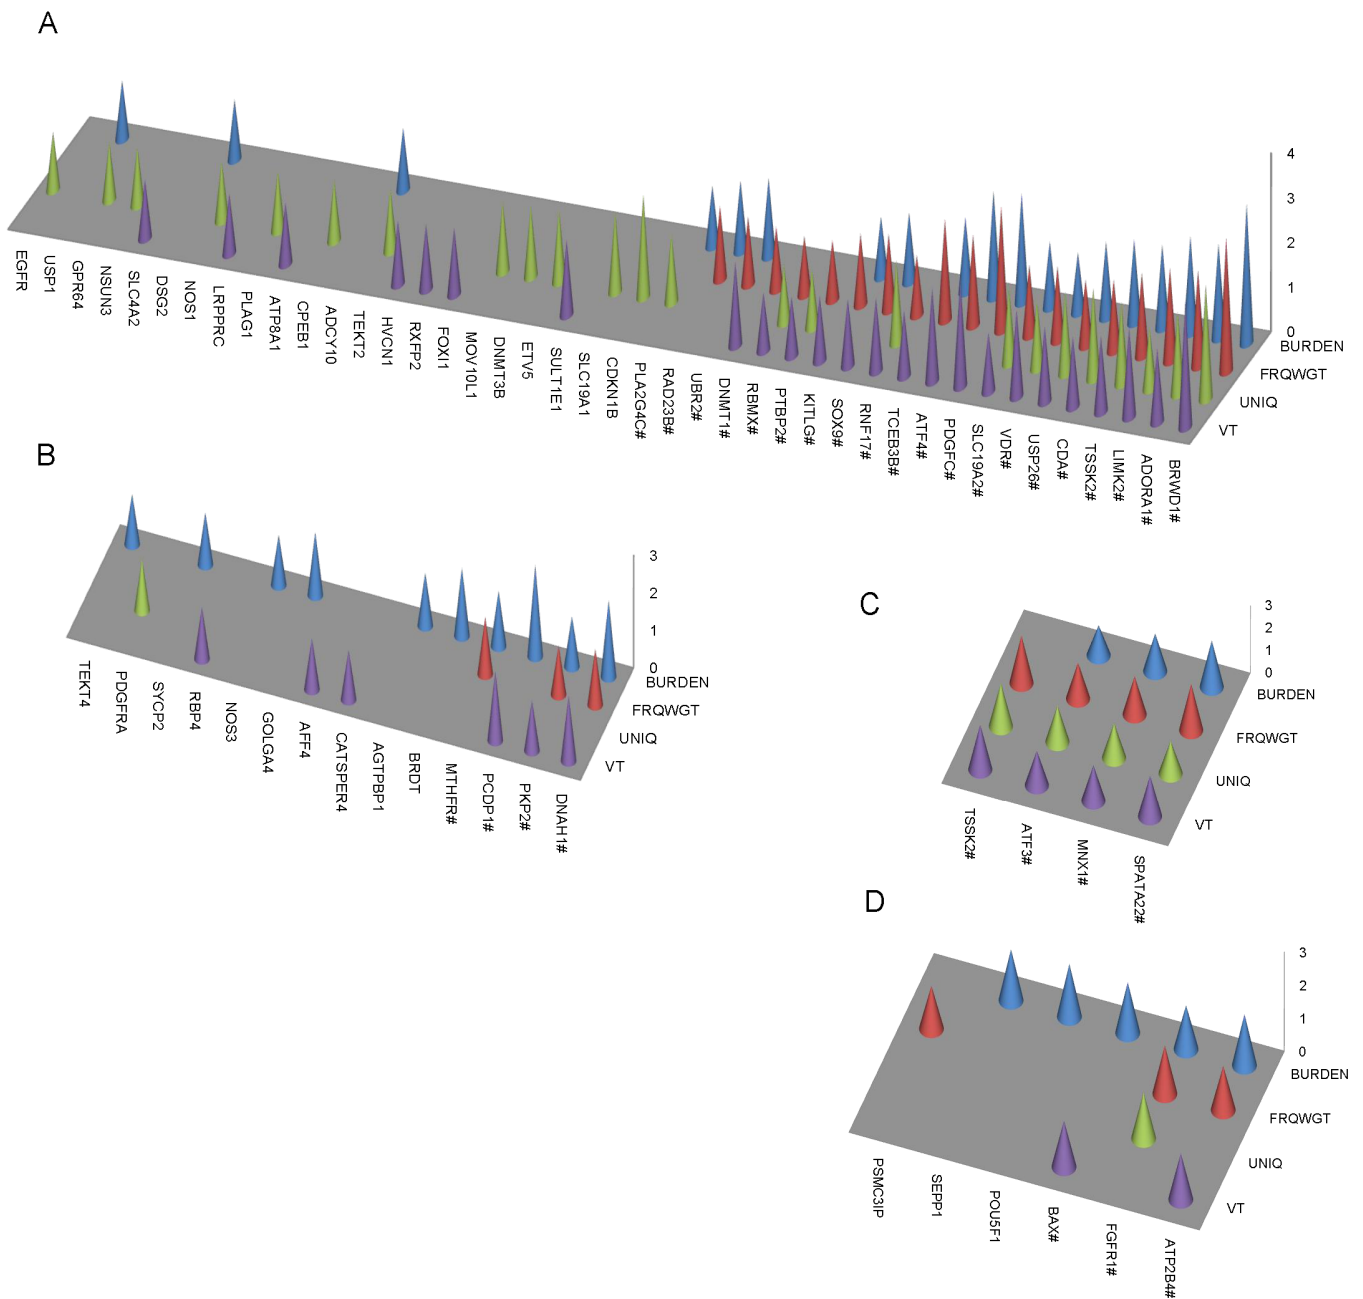 A
4
3
2
1
0
BURDEN
FRQWGT
UNIQ
VT
EGFR
USP1
GPR64
NSUN3
SLC4A2
DSG2
NOS1
LRPPRC
PLAG1
ATP8A1
CPEB1
ADCY10
TEKT2
HVCN1
RXFP2
FOXI1
MOV10L1
DNMT3B
ETV5
SULT1E1
SLC19A1
CDKN1B
PLA2G4C#
RAD23B#
UBR2#
DNMT1#
RBMX#
PTBP2#
KITLG#
SOX9#
RNF17#
TCEB3B#
ATF4#
PDGFC#
SLC19A2#
VDR#
USP26#
CDA#
TSSK2#
LIMK2#
ADORA1#
BRWD1#
B
3
2
1
0
BURDEN
FRQWGT
UNIQ
VT
TEKT4
PDGFRA
SYCP2
RBP4
NOS3
GOLGA4
AFF4
CATSPER4
AGTPBP1
BRDT
MTHFR#
PCDP1#
PKP2#
DNAH1#
C
3
2
1
0
BURDEN
FRQWGT
UNIQ
VT
TSSK2#
ATF3#
MNX1#
SPATA22#
D
3
2
1
0
BURDEN
FRQWGT
UNIQ
VT
PSMC3IP
SEPP1
POU5F1
BAX#
FGFR1#
ATP2B4#